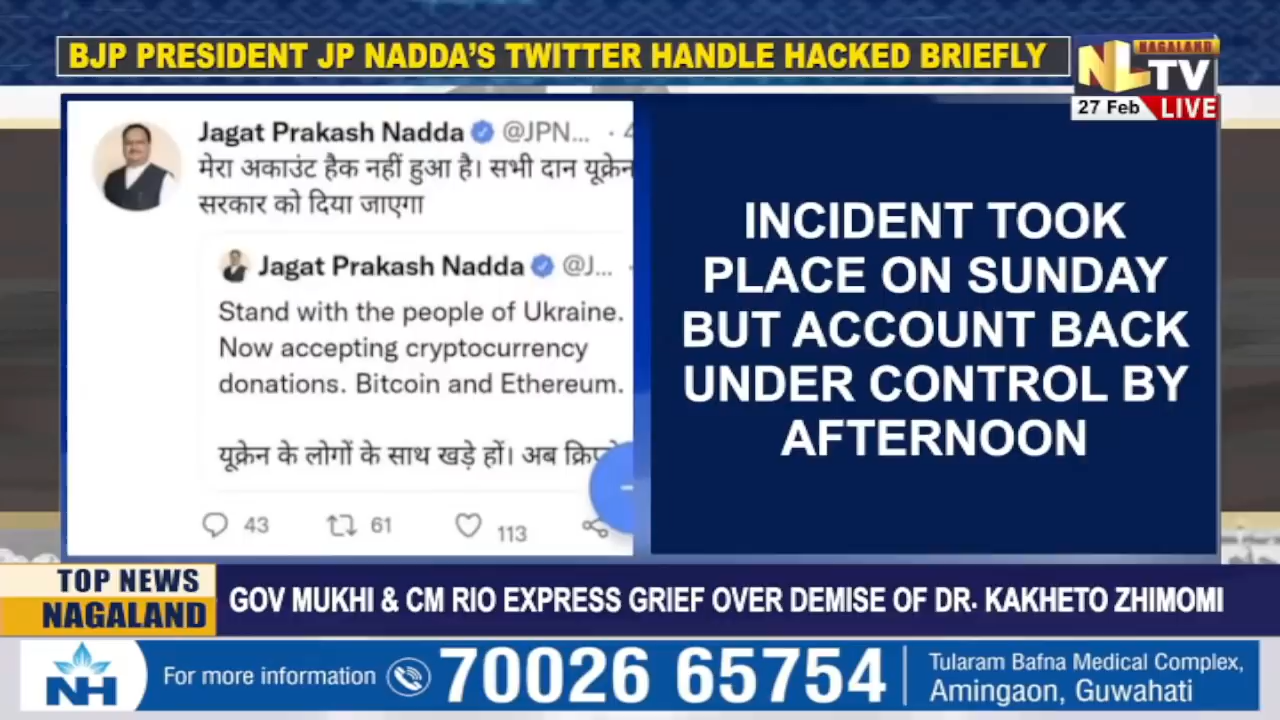 BJP PRESIDENT JP NADDA'S TWITTER HANDLE HACKED BRIEFLY
NAGALAND
NLTV
27 Feb LIVE
Jagat Prakash Nadda @JPN... · 4
मेरा अकाउंट हैक नहीं हुआ है। सभी दान यूक्रेन
सरकार को दिया जाएगा
Jagat Prakash Nadda @J...
Stand with the people of Ukraine.
Now accepting cryptocurrency
donations. Bitcoin and Ethereum.
यूक्रेन के लोगों के साथ खड़े हों। अब
43 61 113
INCIDENT TOOK
PLACE ON SUNDAY
BUT ACCOUNT BACK
UNDER CONTROL BY
AFTERNOON
TOP NEWS
NAGALAND
GOV MUKHI & CM RIO EXPRESS GRIEF OVER DEMISE OF DR. KAKHETO ZHIMOMI
NH
For more information 70026 65754
Tularam Bafna Medical Complex,
Amingaon, Guwahati